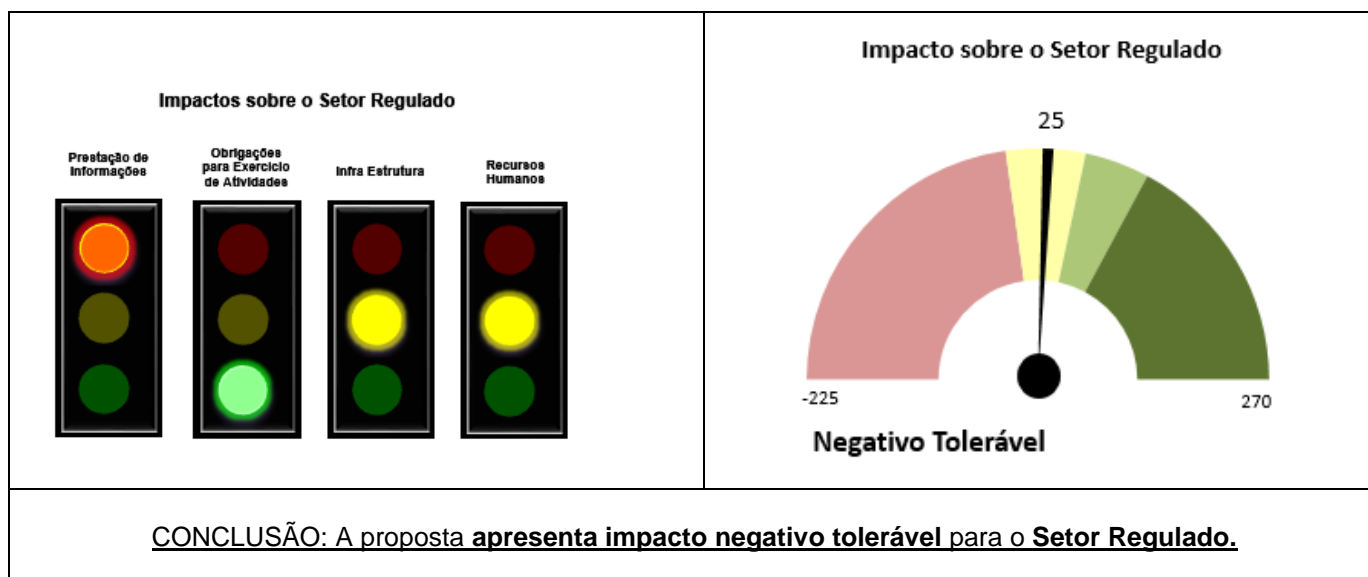 Impactos sobre o Setor Regulado
Prestação de
Informações
Obrigações
para Exercicio
de Atividades
Infra Estrutura
Recursos
Humanos
Impacto sobre o Setor Regulado
25
-225
270
Negativo Tolerável
CONCLUSÃO: A proposta apresenta impacto negativo tolerável para o Setor Regulado.